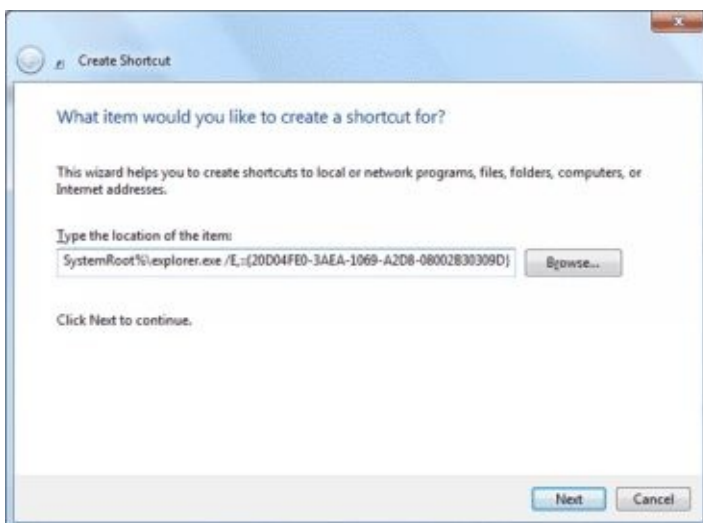 Create Shortcut
What item would you like to create a shortcut for?
This wizard helps you to create shortcuts to local or network programs, files, folders, computers, or
Internet addresses.
Type the location of the item:
SystemRoot%\explorer.exe /E,::{20D04FE0-3AEA-1069-A2D8-08002B30309D}
Browse...
Click Next to continue.
Next
Cancel